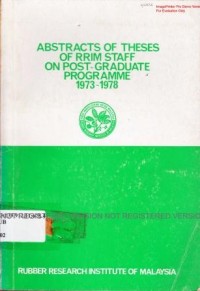 ABSTRACTS OF THESES
OF RRIM STAFF
ON POST-GRADUATE
PROGRAMME
1973-1978
RUBBER RESEARCH INSTITUTE OF MALAYSIA